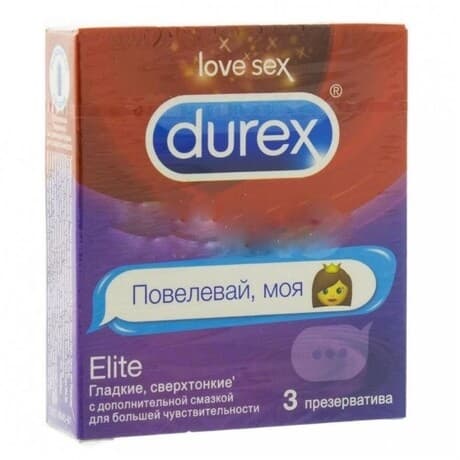 love sex
durex®
Повелевай, моя 👸
Elite
Гладкие, сверхтонкие*
с дополнительной смазкой
для большей чувствительности
3 презерватива